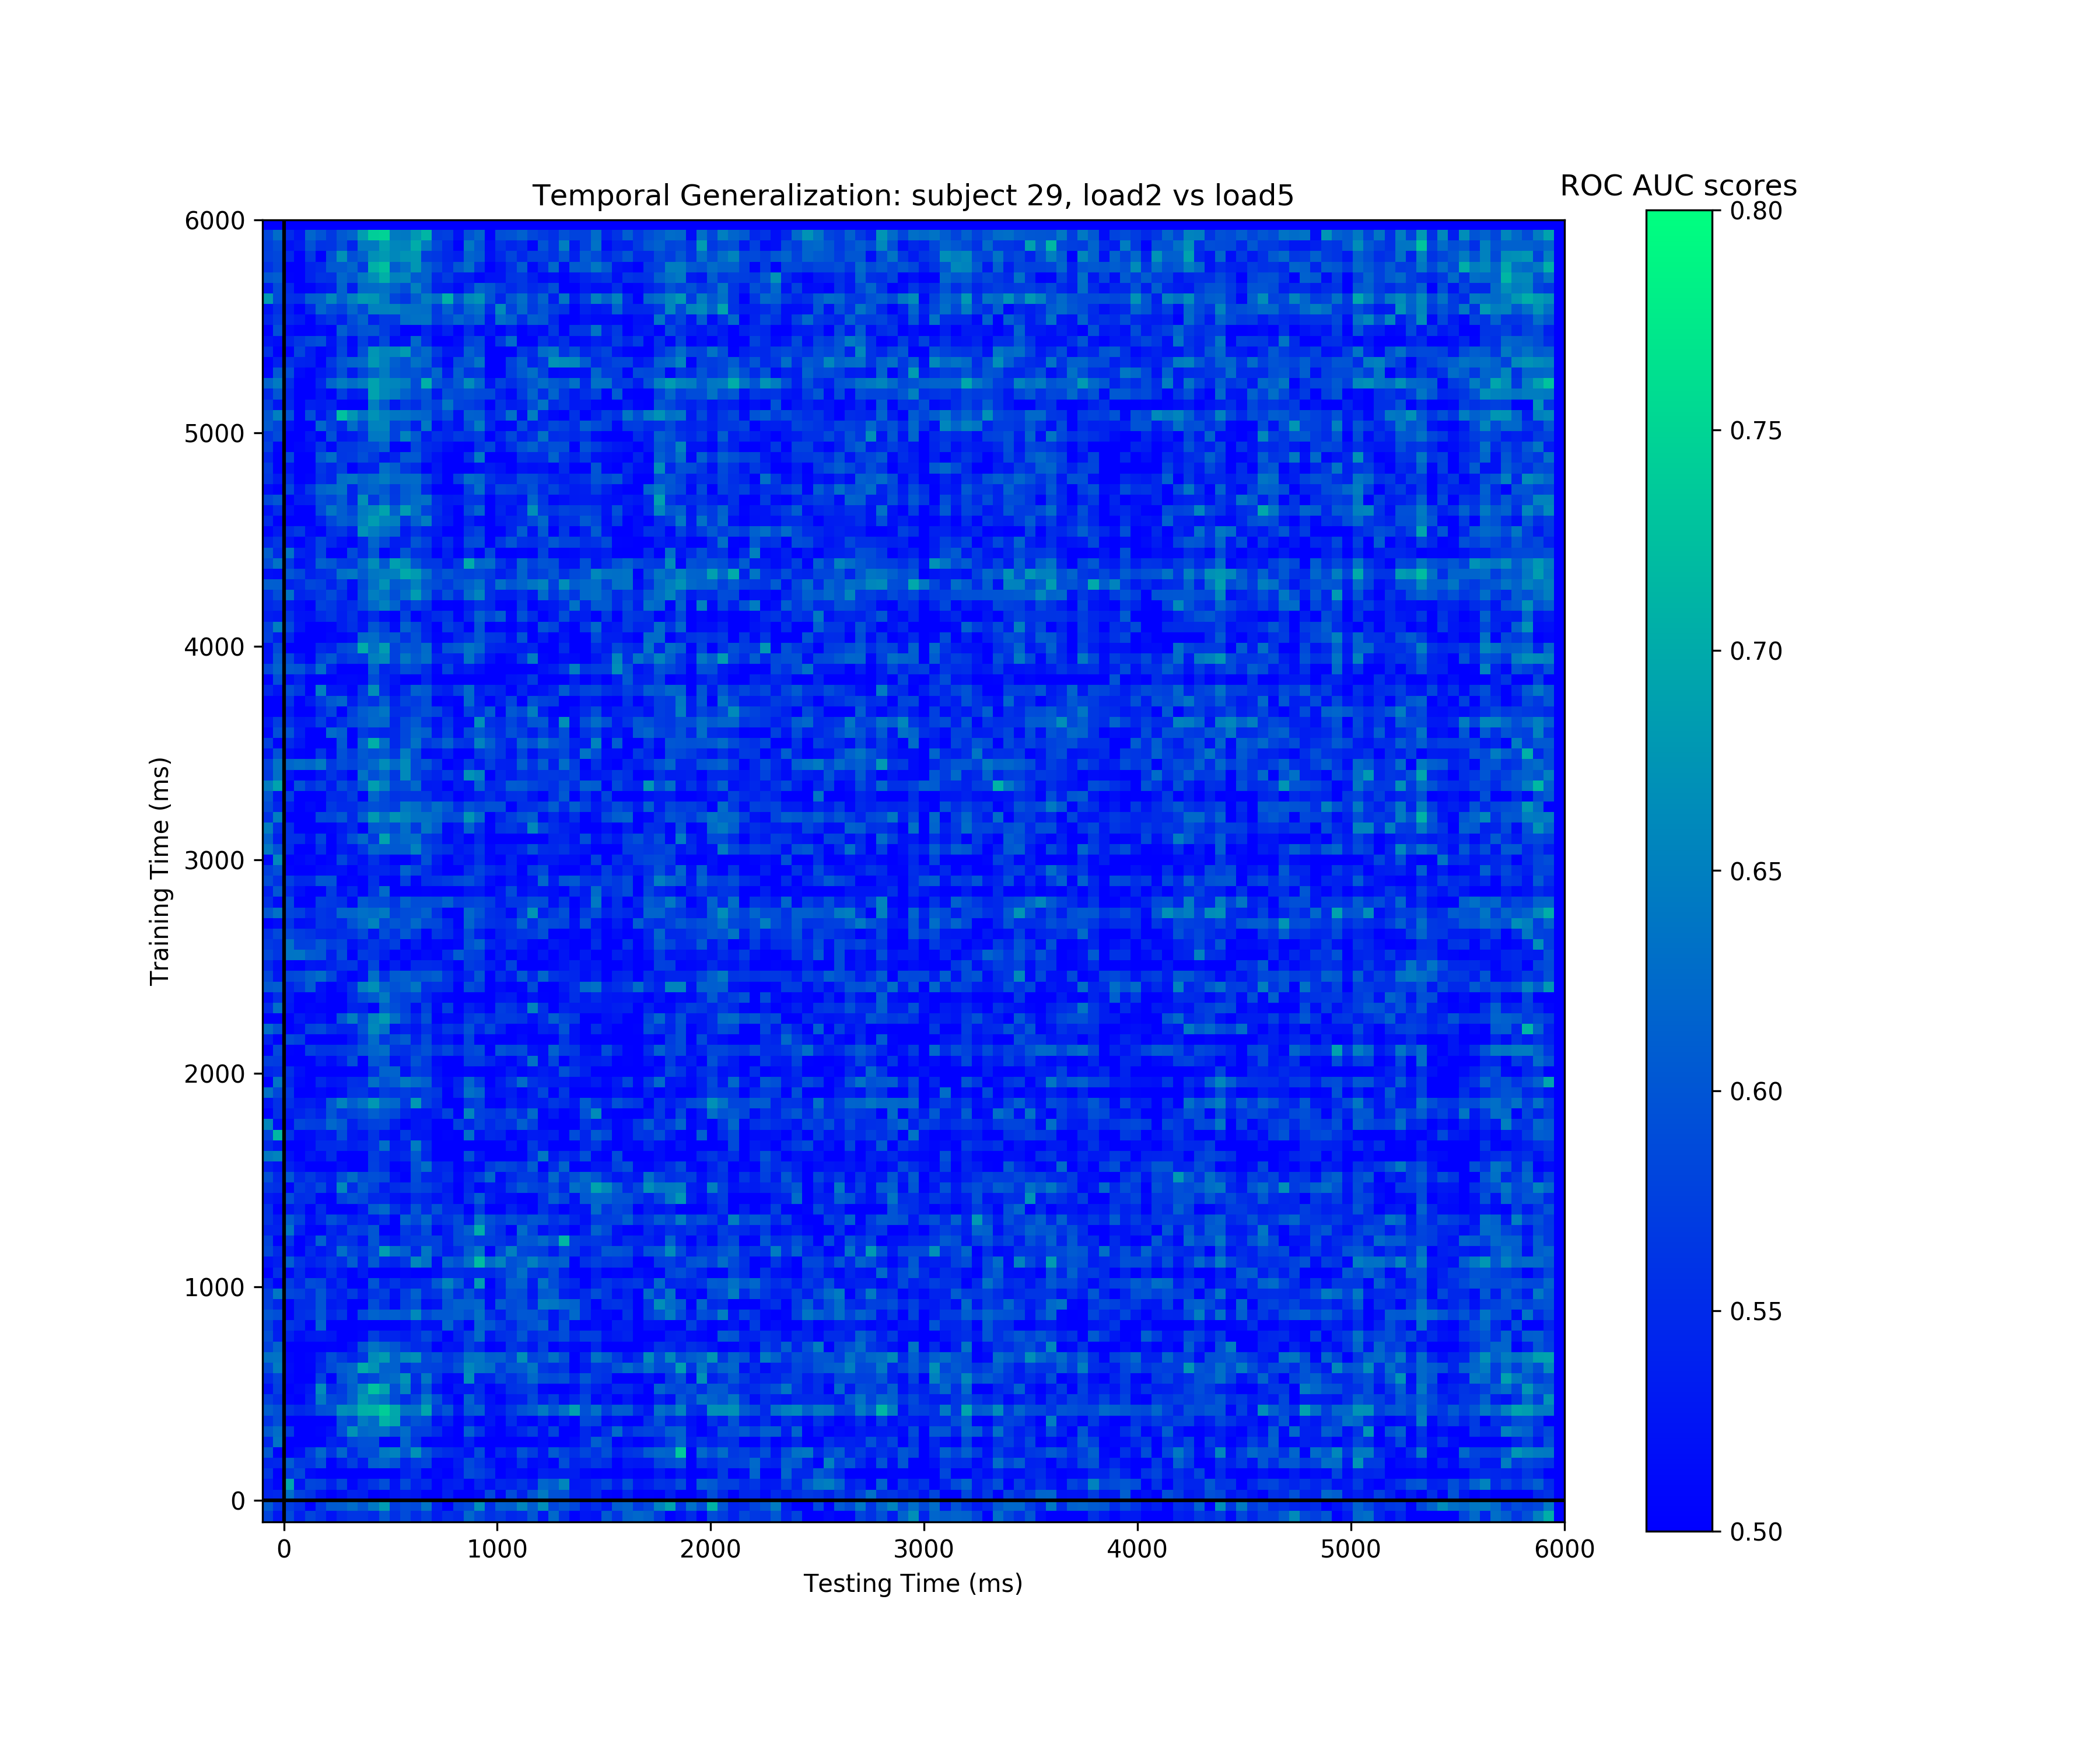 Temporal Generalization: subject 29, load2 vs load5
ROC AUC scores
6000
5000
4000
3000
2000
1000
0
Training Time (ms)
0 1000 2000 3000 4000 5000 6000
Testing Time (ms)
0.80
0.75
0.70
0.65
0.60
0.55
0.50